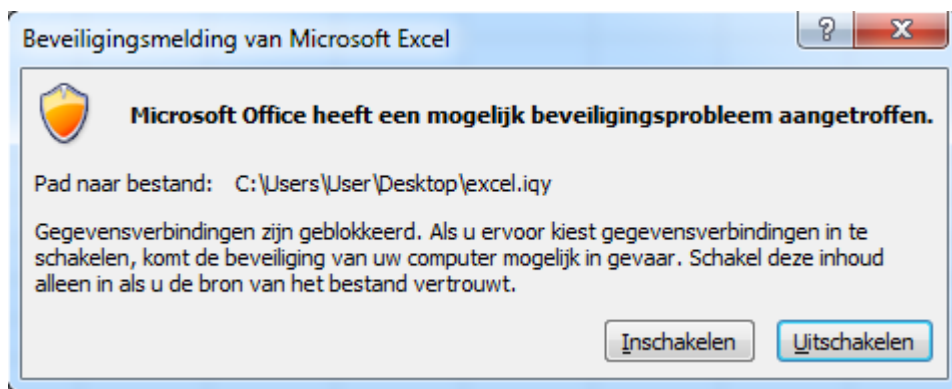 Beveiligingsmelding van Microsoft Excel
Microsoft Office heeft een mogelijk beveiligingsprobleem aangetroffen.
Pad naar bestand: C:\Users\User\Desktop\excel.iqy
Gegevensverbindingen zijn geblokkeerd. Als u ervoor kiest gegevensverbindingen in te
schakelen, komt de beveiliging van uw computer mogelijk in gevaar. Schakel deze inhoud
alleen in als u de bron van het bestand vertrouwt.
Inschakelen Uitschakelen